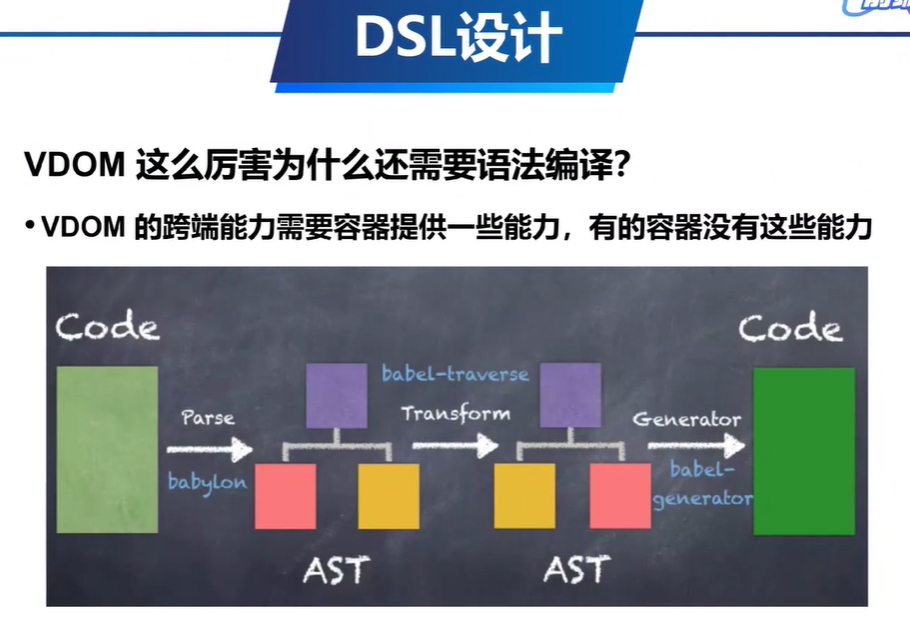 DSL设计
VDOM 这么厉害为什么还需要语法编译？
•VDOM 的跨端能力需要容器提供一些能力，有的容器没有这些能力
Code
Code
babel-traverse
Parse
Transform
Generator
babylon
babel-
generator
AST
AST